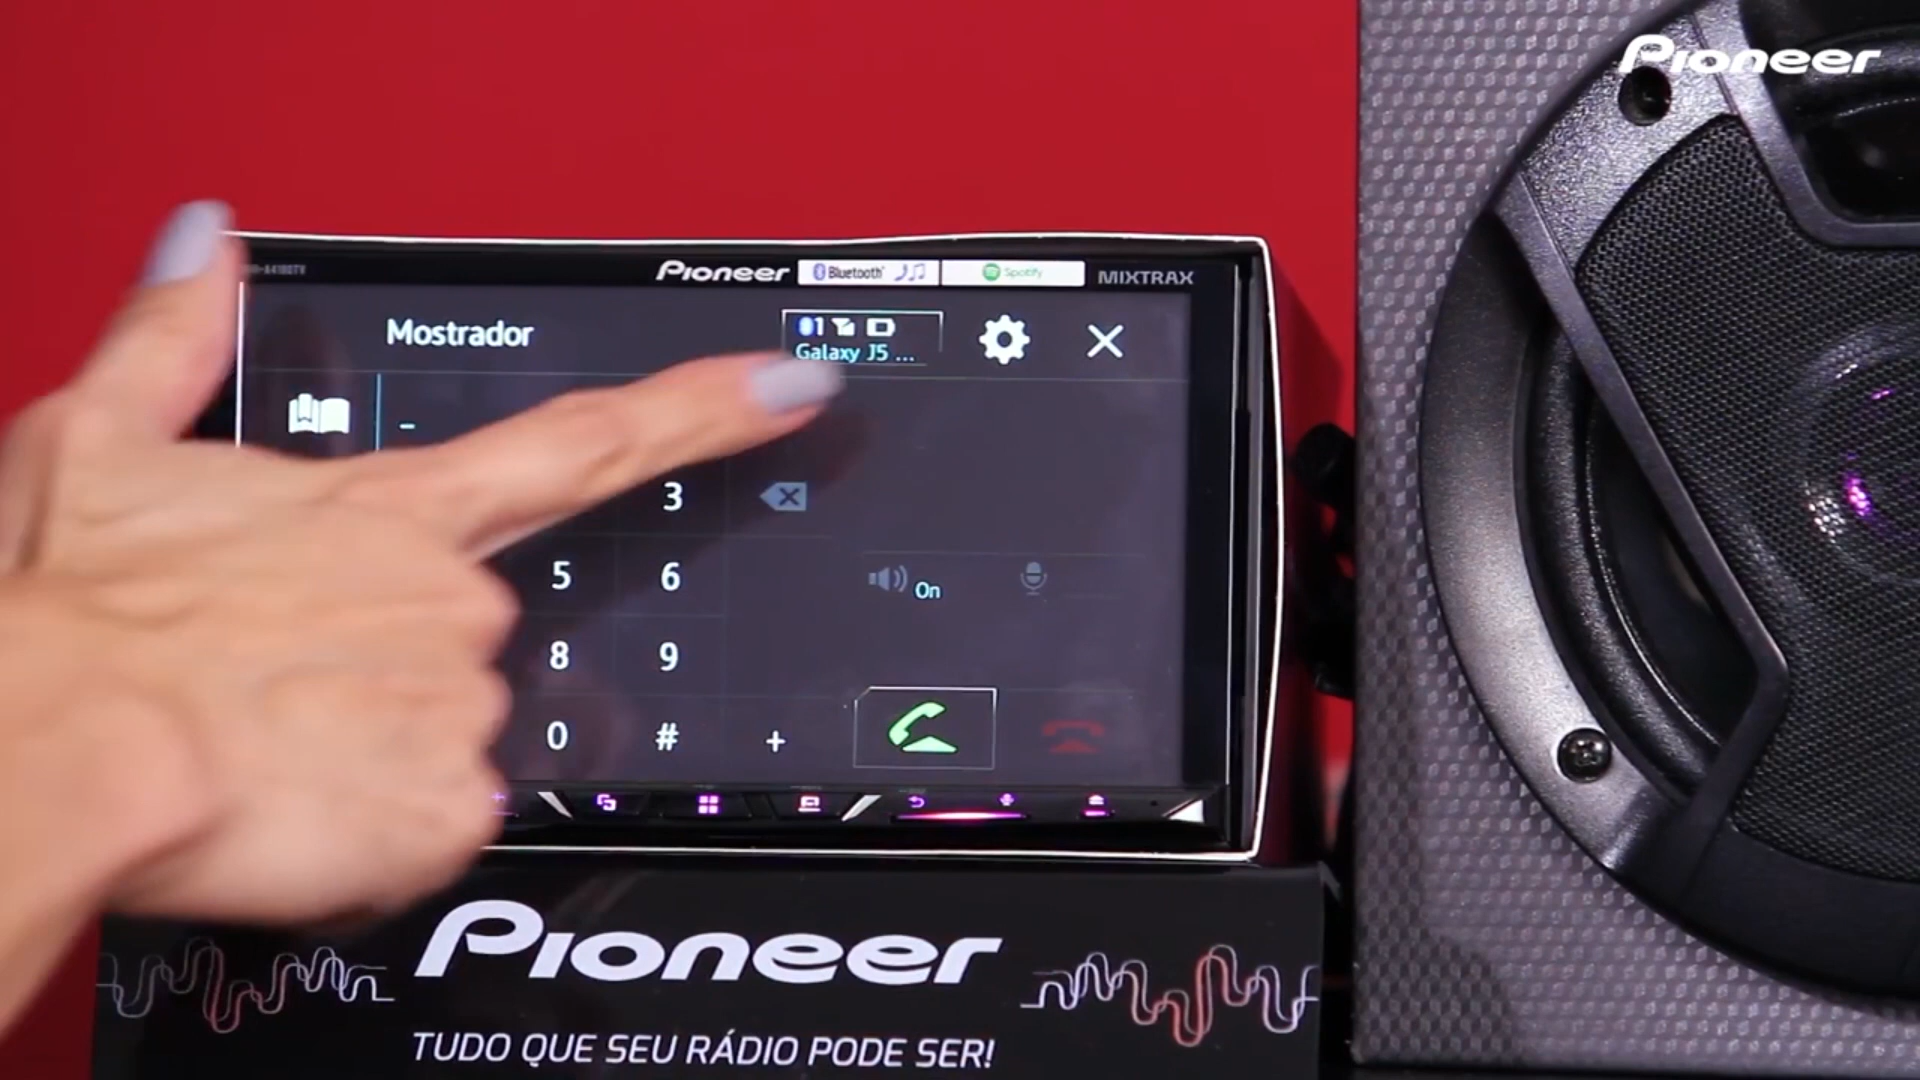 Pioneer
Pioneer Bluetooth Spotify MIXTRAX
Mostrador
1
Galaxy J5 ...
3
5 6
On
8 9
0 # +
Pioneer
TUDO QUE SEU RÁDIO PODE SER!